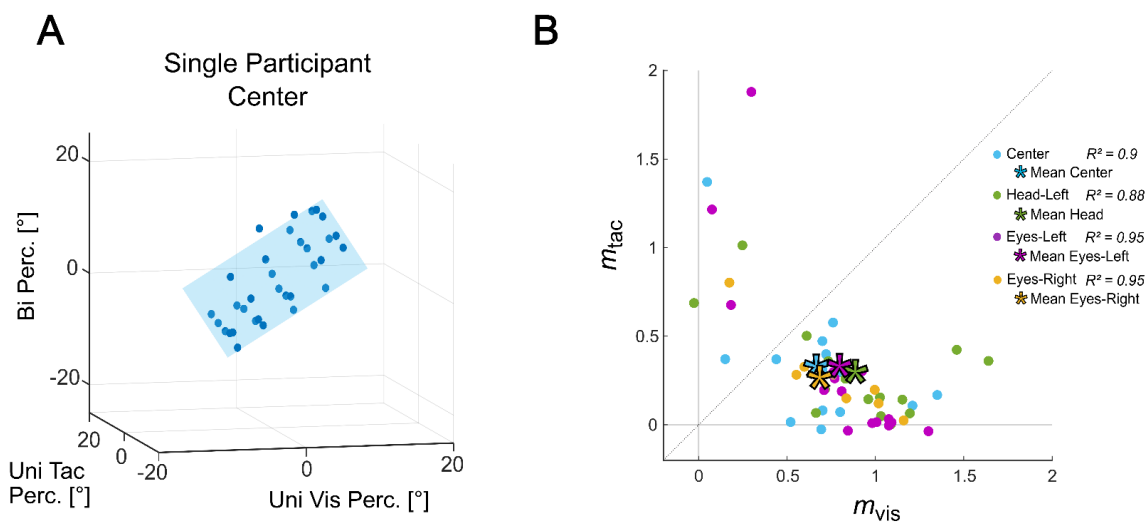 A
Single Participant
Center
20
0
-20
Bi Perc. [°]
20
0
-20
Uni Tac
Perc. [°]
0
20
Uni Vis Perc. [°]
B
2
1.5
1
0.5
0
m_tac
0
0.5
1
1.5
2
m_vis
Center R² = 0.9
Mean Center
Head-Left R² = 0.88
Mean Head
Eyes-Left R² = 0.95
Mean Eyes-Left
Eyes-Right R² = 0.95
Mean Eyes-Right